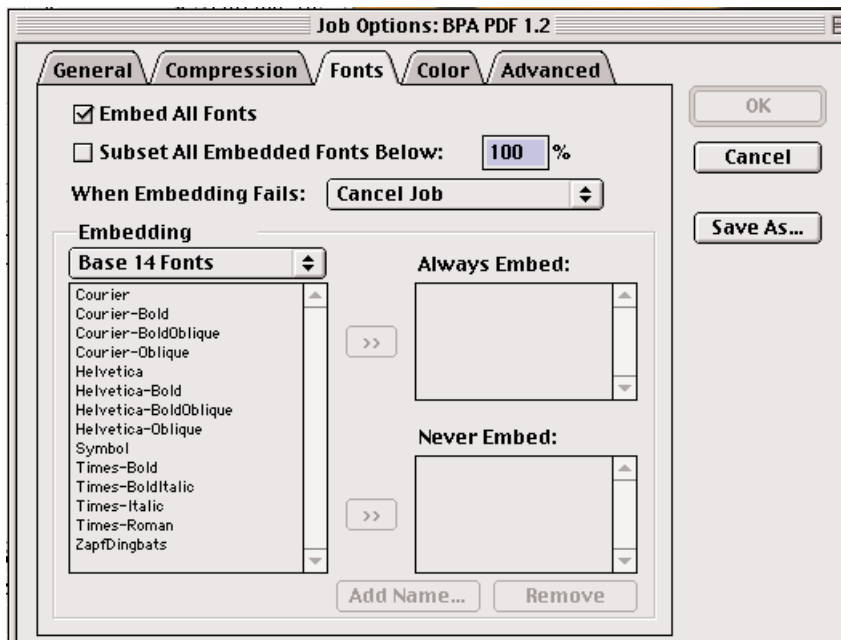 Job Options: BPA PDF 1.2
General Compression Fonts Color Advanced
Embed All Fonts
Subset All Embedded Fonts Below: 100 %
When Embedding Fails: Cancel Job
OK
Cancel
Save As...
Embedding
Base 14 Fonts
Courier
Courier-Bold
Courier-BoldOblique
Courier-Oblique
Helvetica
Helvetica-Bold
Helvetica-BoldOblique
Helvetica-Oblique
Symbol
Times-Bold
Times-BoldItalic
Times-Italic
Times-Roman
ZapfDingbats
>>
Always Embed:
>>
Never Embed:
Add Name... Remove